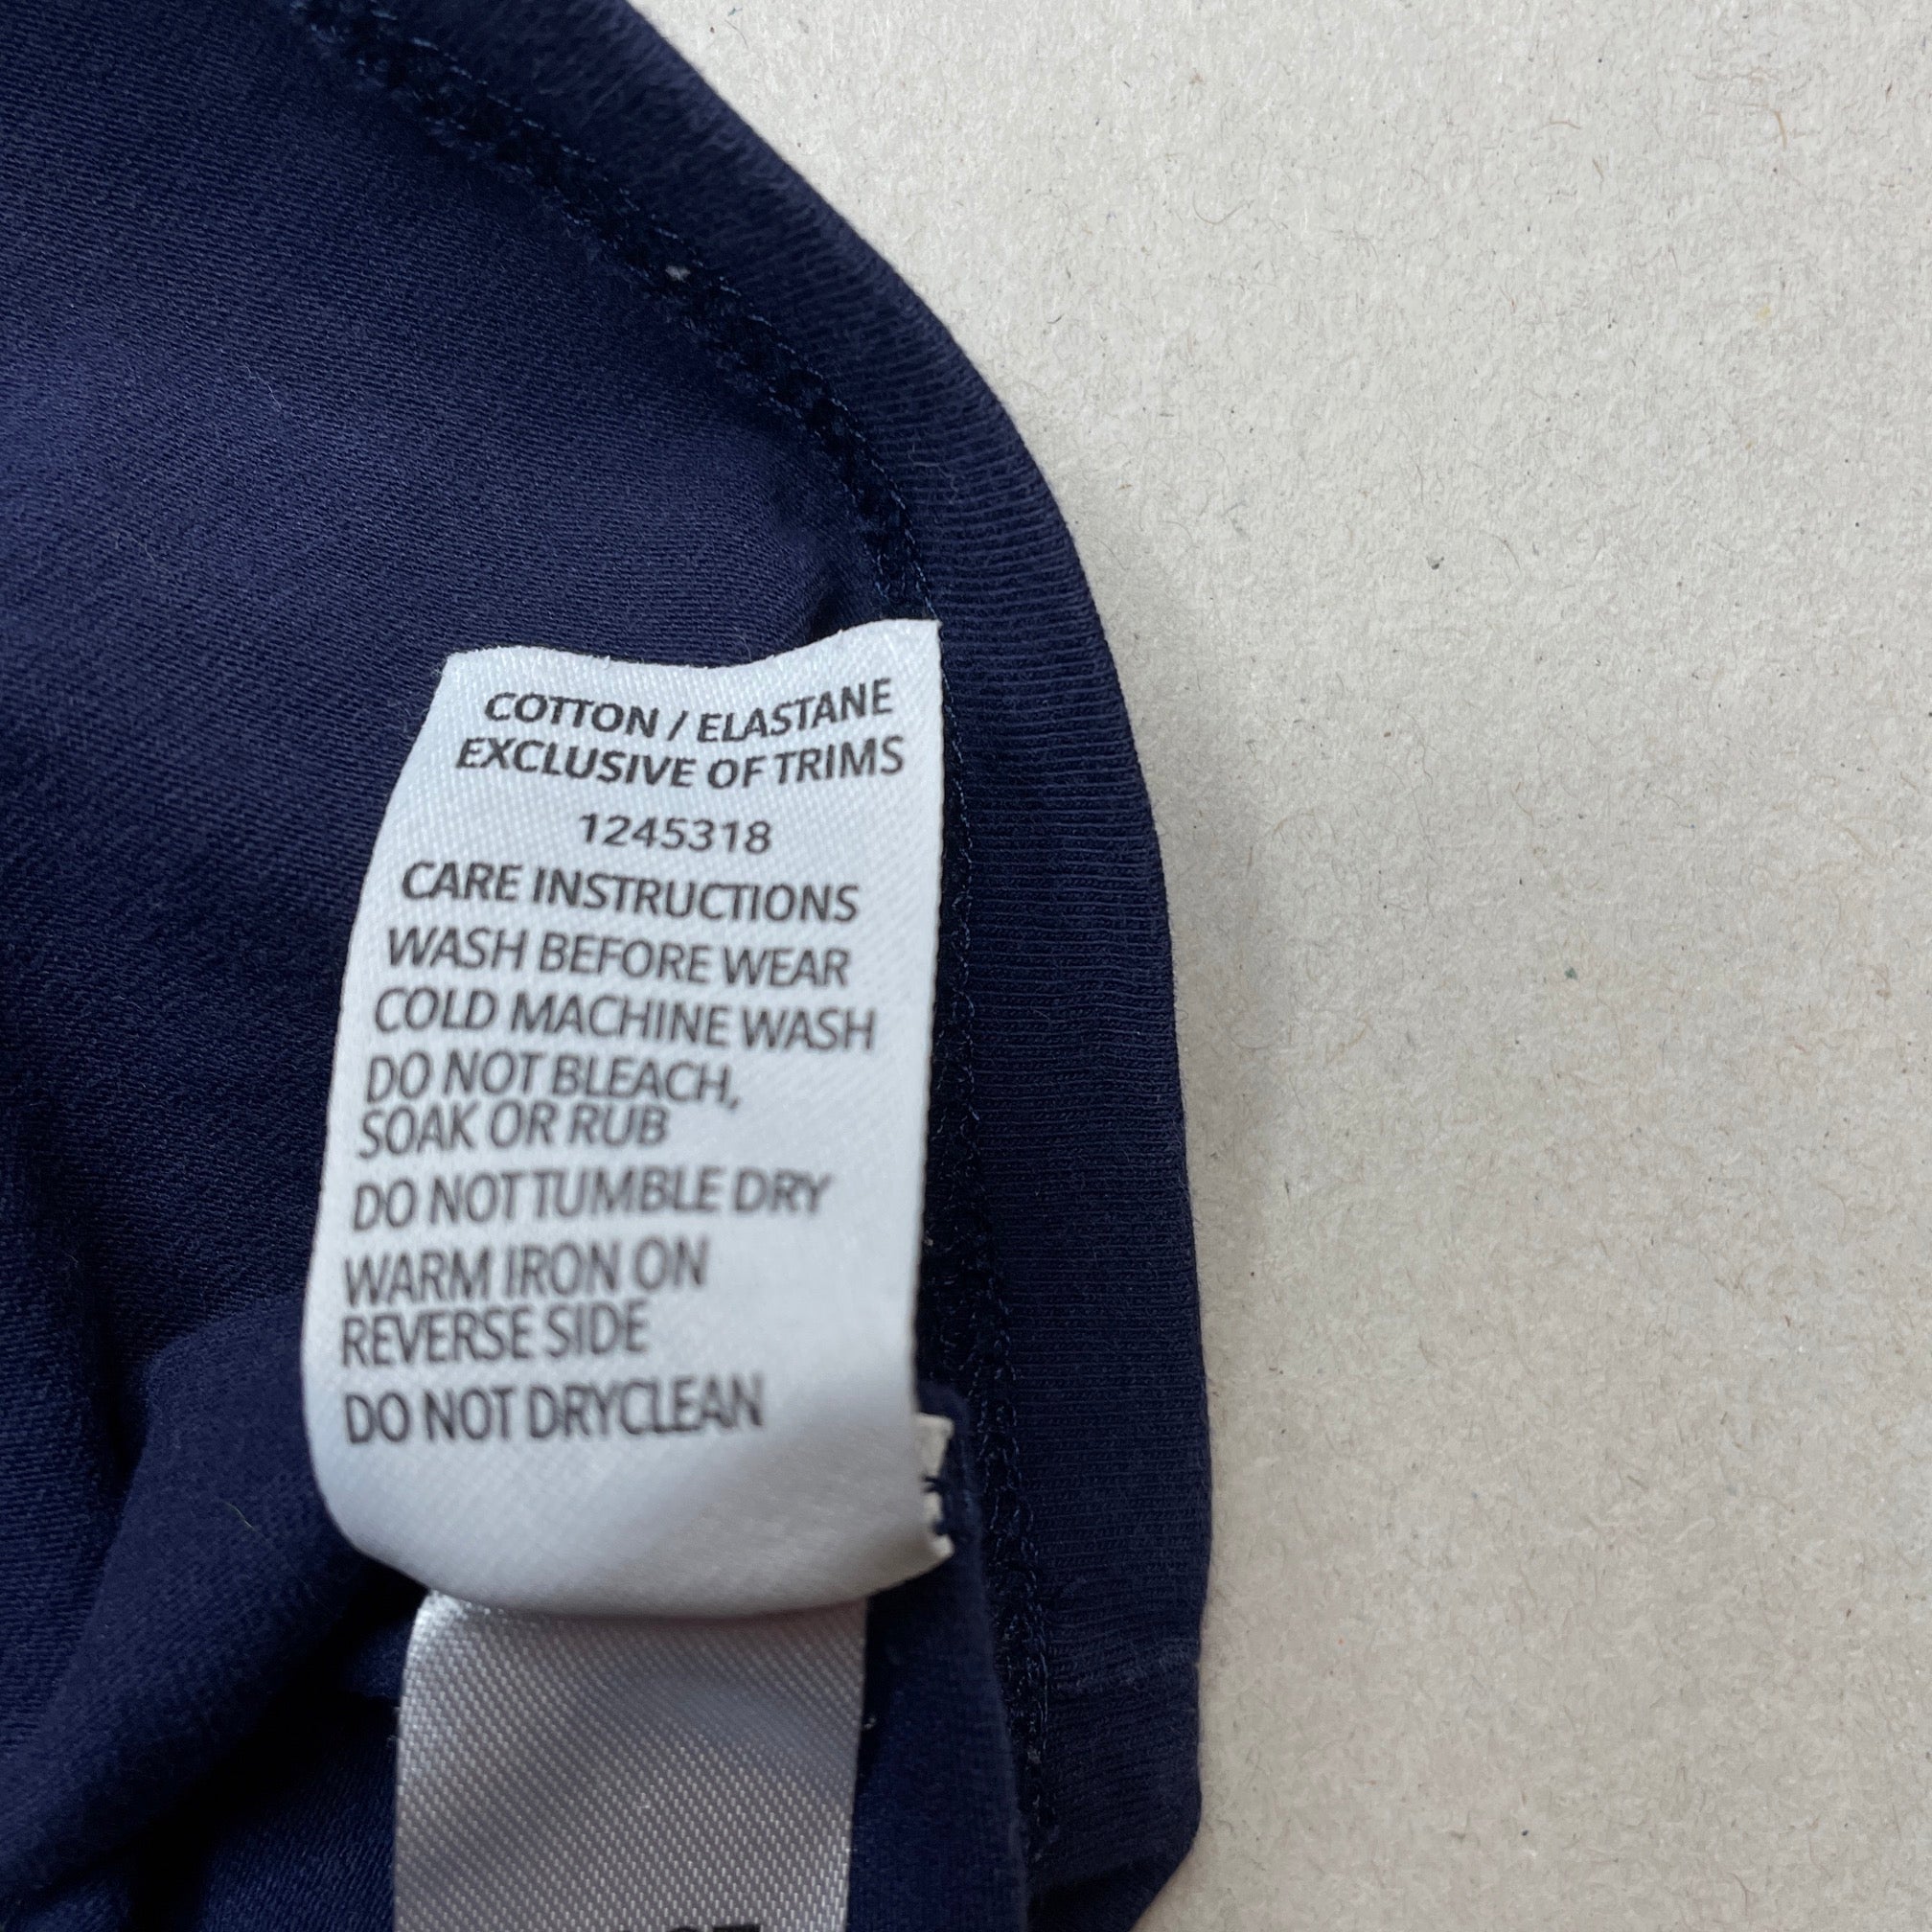 COTTON / ELASTANE
EXCLUSIVE OF TRIMS
1245318
CARE INSTRUCTIONS
WASH BEFORE WEAR
COLD MACHINE WASH
DO NOT BLEACH,
SOAK OR RUB
DO NOT TUMBLE DRY
WARM IRON ON
REVERSE SIDE
DO NOT DRYCLEAN